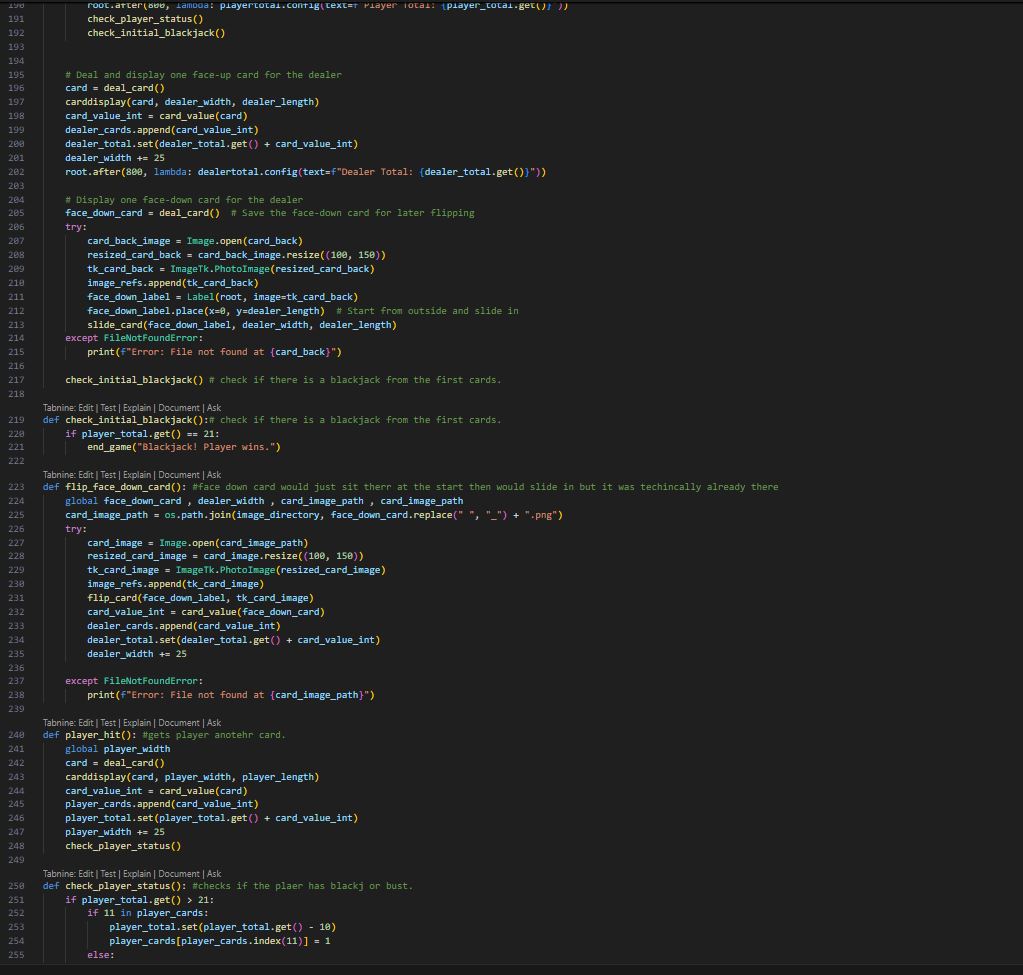 190 root.after(800, lambda: playertotal.config(text=f"Player Total: {player_total.get()}"))
191 check_player_status()
192 check_initial_blackjack()
193
194
195 # Deal and display one face-up card for the dealer
196 card = deal_card()
197 carddisplay(card, dealer_width, dealer_length)
198 card_value_int = card_value(card)
199 dealer_cards.append(card_value_int)
200 dealer_total.set(dealer_total.get() + card_value_int)
201 dealer_width += 25
202 root.after(800, lambda: dealertotal.config(text=f"Dealer Total: {dealer_total.get()}"))
203
204 # Display one face-down card for the dealer
205 face_down_card = deal_card()  # Save the face-down card for later flipping
206 try:
207 card_back_image = Image.open(card_back)
208 resized_card_back = card_back_image.resize((100, 150))
209 tk_card_back = ImageTk.PhotoImage(resized_card_back)
210 image_refs.append(tk_card_back)
211 face_down_label = Label(root, image=tk_card_back)
212 face_down_label.place(x=0, y=dealer_length)  # Start from outside and slide in
213 slide_card(face_down_label, dealer_width, dealer_length)
214 except FileNotFoundError:
215 print(f"Error: File not found at {card_back}")
216
217 check_initial_blackjack() # check if there is a blackjack from the first cards.
218
Tabnine: Edit | Test | Explain | Document | Ask
219 def check_initial_blackjack():# check if there is a blackjack from the first cards.
220 if player_total.get() == 21:
221 end_game("Blackjack! Player wins.")
222
Tabnine: Edit | Test | Explain | Document | Ask
223 def flip_face_down_card(): #face down card would just sit therr at the start then would slide in but it was techincally already there
224 global face_down_card , dealer_width , card_image_path , card_image_path
225 card_image_path = os.path.join(image_directory, face_down_card.replace(" ", "_") + ".png")
226 try:
227 card_image = Image.open(card_image_path)
228 resized_card_image = card_image.resize((100, 150))
229 tk_card_image = ImageTk.PhotoImage(resized_card_image)
230 image_refs.append(tk_card_image)
231 flip_card(face_down_label, tk_card_image)
232 card_value_int = card_value(face_down_card)
233 dealer_cards.append(card_value_int)
234 dealer_total.set(dealer_total.get() + card_value_int)
235 dealer_width += 25
236
237 except FileNotFoundError:
238 print(f"Error: File not found at {card_image_path}")
239
Tabnine: Edit | Test | Explain | Document | Ask
240 def player_hit(): #gets player anotehr card.
241 global player_width
242 card = deal_card()
243 carddisplay(card, player_width, player_length)
244 card_value_int = card_value(card)
245 player_cards.append(card_value_int)
246 player_total.set(player_total.get() + card_value_int)
247 player_width += 25
248 check_player_status()
249
Tabnine: Edit | Test | Explain | Document | Ask
250 def check_player_status(): #checks if the plaer has blackj or bust.
251 if player_total.get() > 21:
252 if 11 in player_cards:
253 player_total.set(player_total.get() - 10)
254 player_cards[player_cards.index(11)] = 1
255 else: